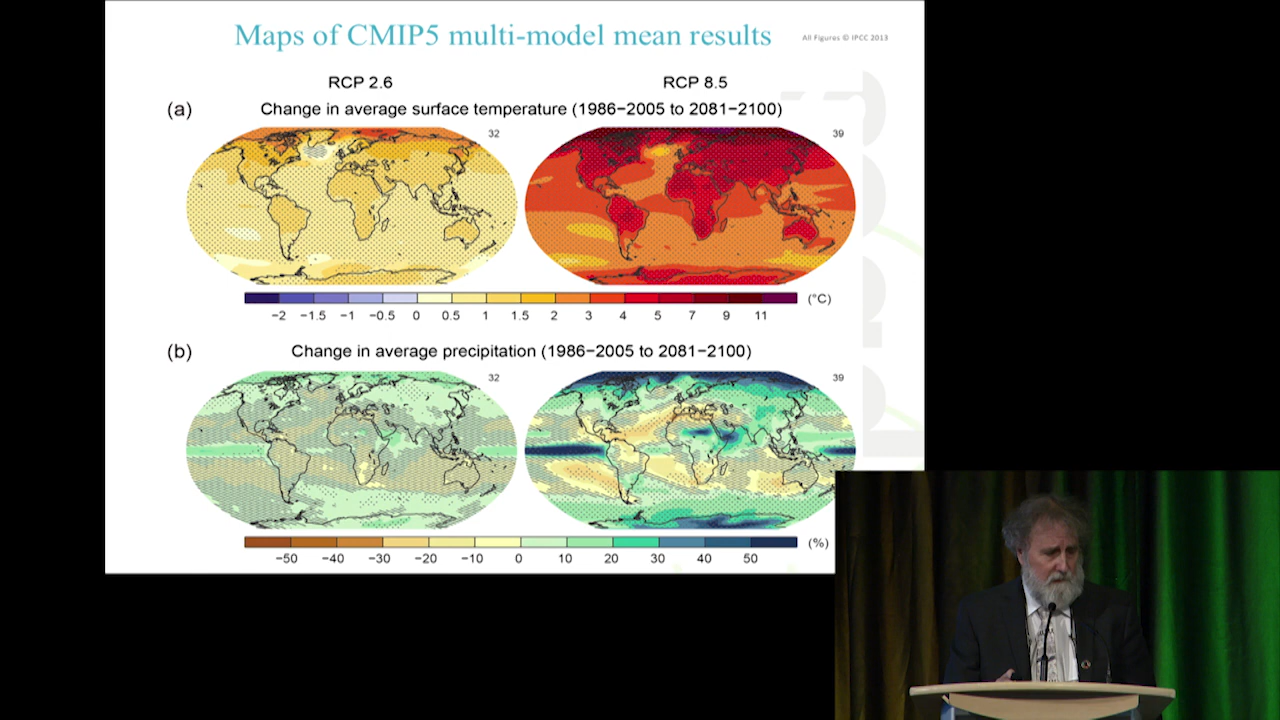 Maps of CMIP5 multi-model mean results
All Figures © IPCC 2013
RCP 2.6
RCP 8.5
(a)
Change in average surface temperature (1986−2005 to 2081−2100)
32
39
−2 −1.5 −1 −0.5 0 0.5 1 1.5 2 3 4 5 7 9 11
(°C)
(b)
Change in average precipitation (1986−2005 to 2081−2100)
32
39
−50 −40 −30 −20 −10 0 10 20 30 40 50
(%)